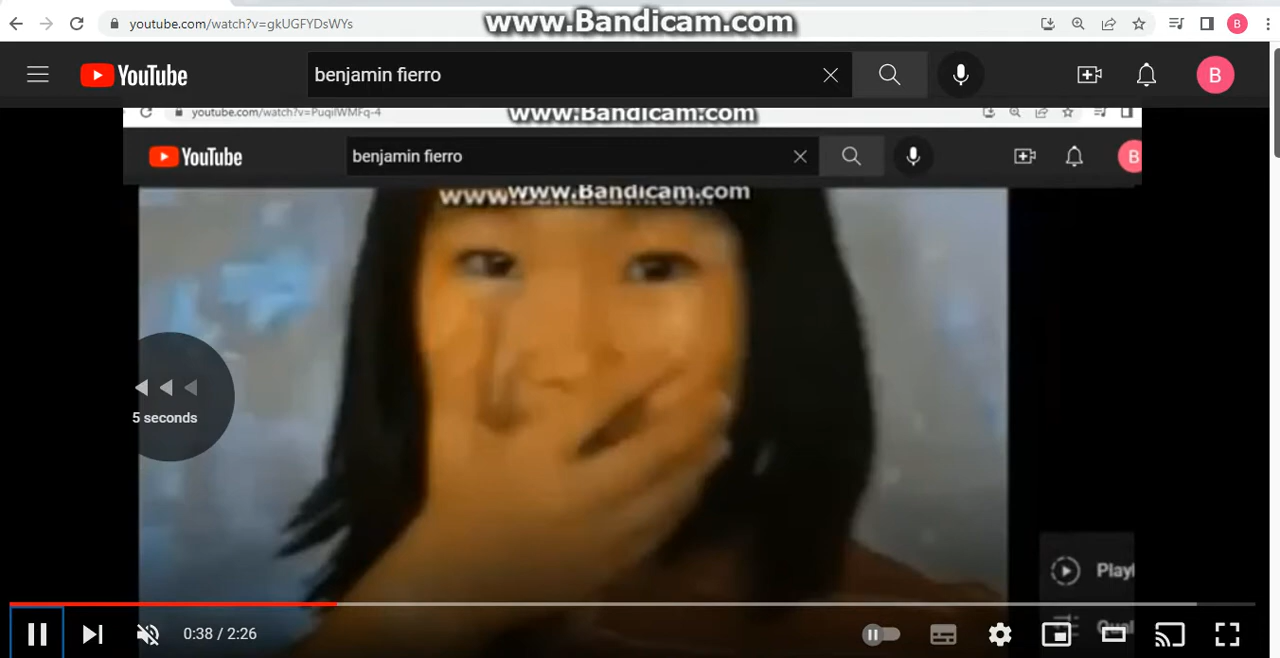 youtube.com/watch?v=gkUGFYDsWYs
www.Bandicam.com
B
YouTube
benjamin fierro
B
youtube.com/watch?v=PuqilWMFq-4
www.Bandicam.com
YouTube
benjamin fierro
B
www.Bandicam.com
5 seconds
0:38 / 2:26